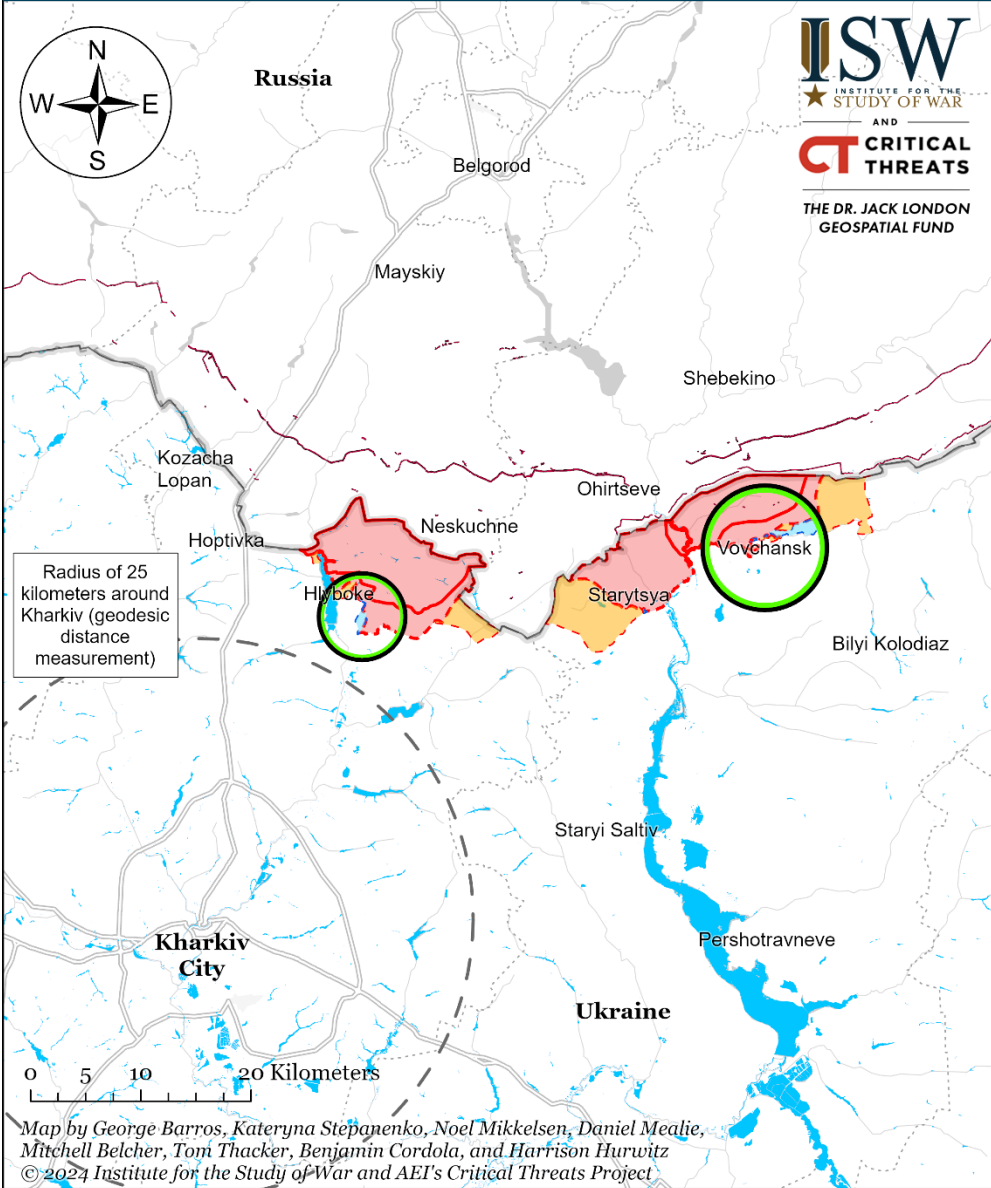 N
W
E
S
Russia
ISW
INSTITUTE FOR THE
STUDY OF WAR
AND
CT CRITICAL
THREATS
THE DR. JACK LONDON
GEOSPATIAL FUND
Belgorod
Mayskiy
Shebekino
Kozacha
Lopan
Ohirtseve
Neskuchne
Hoptivka
Vovchansk
Radius of 25
kilometers around
Kharkiv (geodesic
distance
measurement)
Hlyboke
Starytsya
Bilyi Kolodiaz
Staryi Saltiv
Pershotravneve
Kharkiv
City
Ukraine
0 5 10 20 Kilometers
Map by George Barros, Kateryna Stepanenko, Noel Mikkelsen, Daniel Mealie,
Mitchell Belcher, Tom Thacker, Benjamin Cordola, and Harrison Hurwitz
© 2024 Institute for the Study of War and AEI's Critical Threats Project